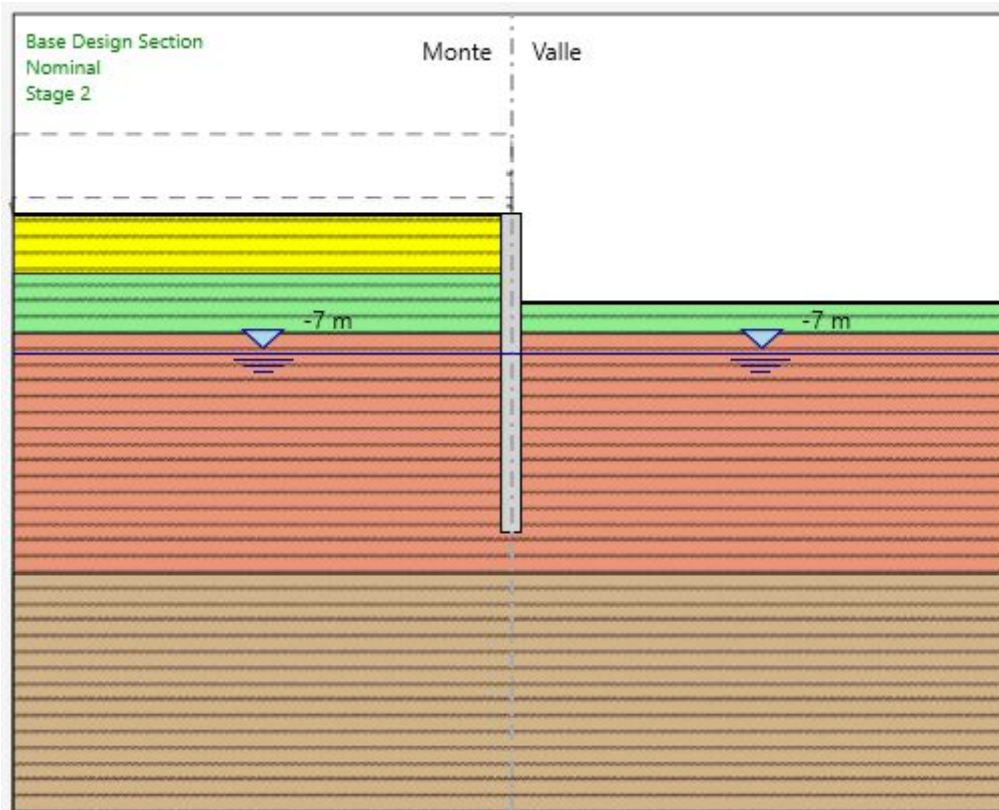 Base Design Section
Nominal
Stage 2
Monte
Valle
-7 m
-7 m